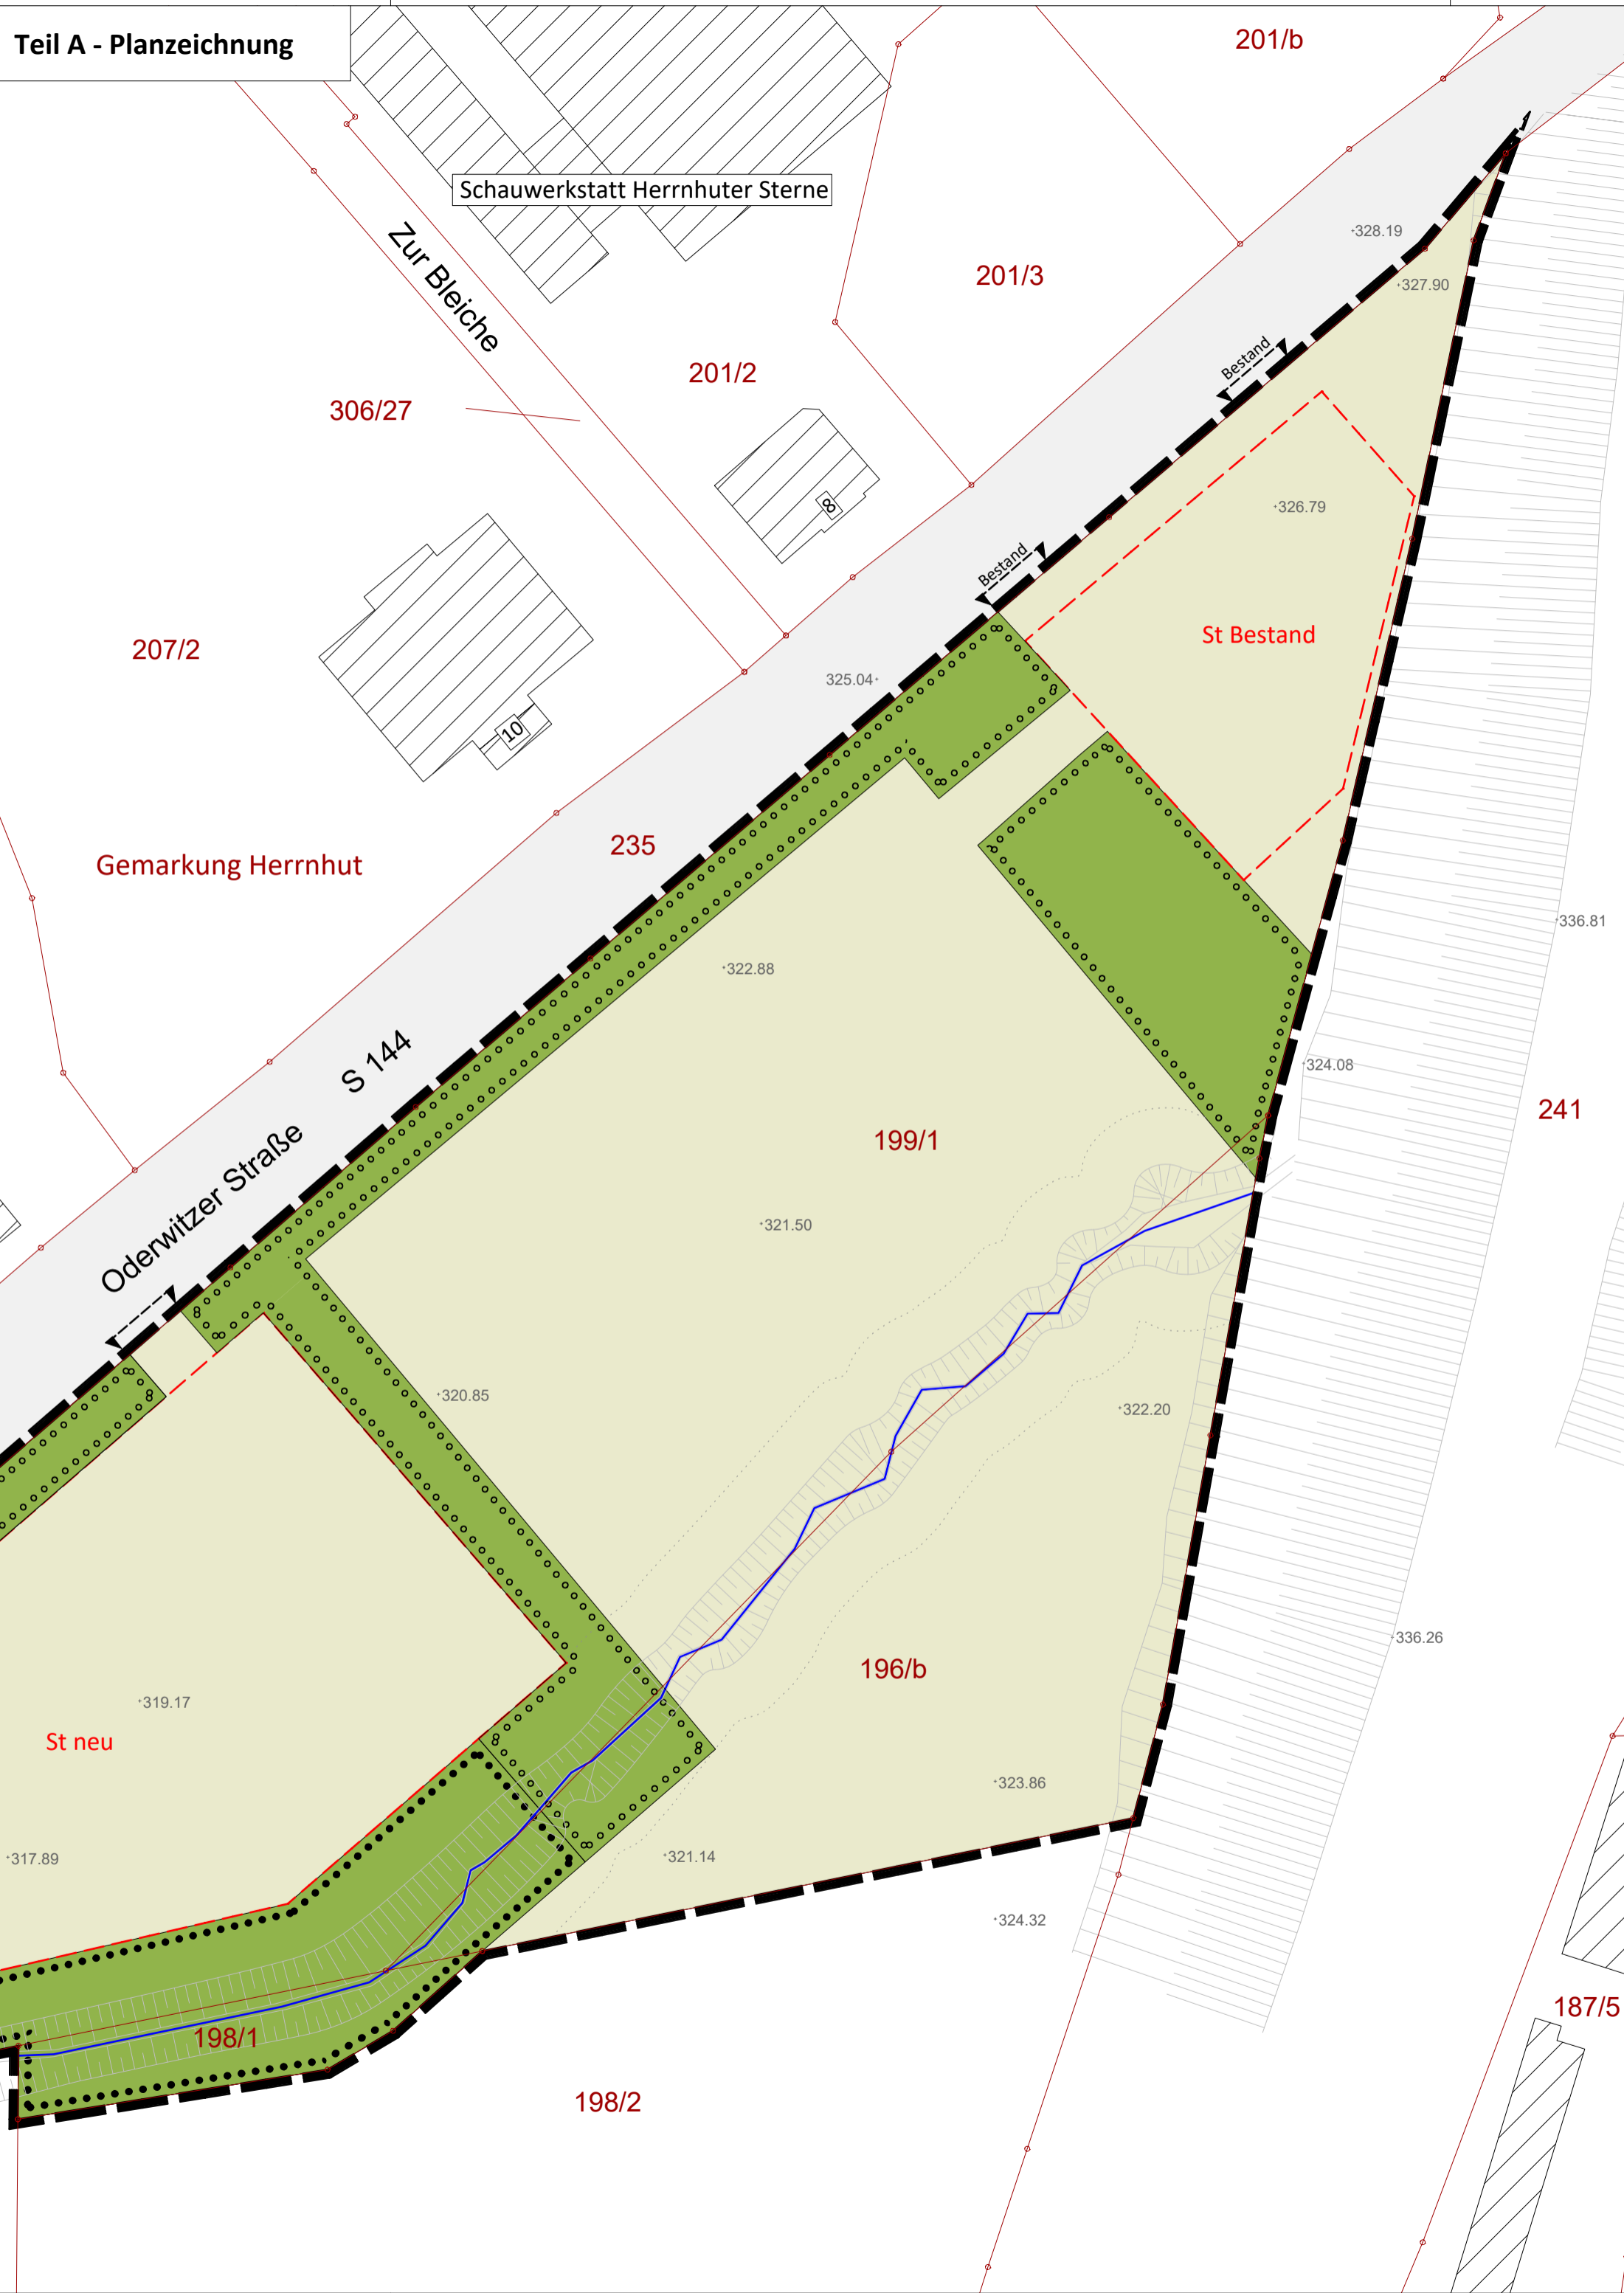 Teil A - Planzeichnung
201/b
Schauwerkstatt Herrnhuter Sterne
Zur Bleiche
328.19
201/3
327.90
Bestand
201/2
306/27
8
326.79
Bestand
St Bestand
207/2
325.04
10
235
Gemarkung Herrnhut
336.81
322.88
S 144
324.08
241
199/1
Oderwitzer Straße
321.50
320.85
322.20
336.26
196/b
319.17
St neu
323.86
321.14
317.89
324.32
187/5
198/1
198/2